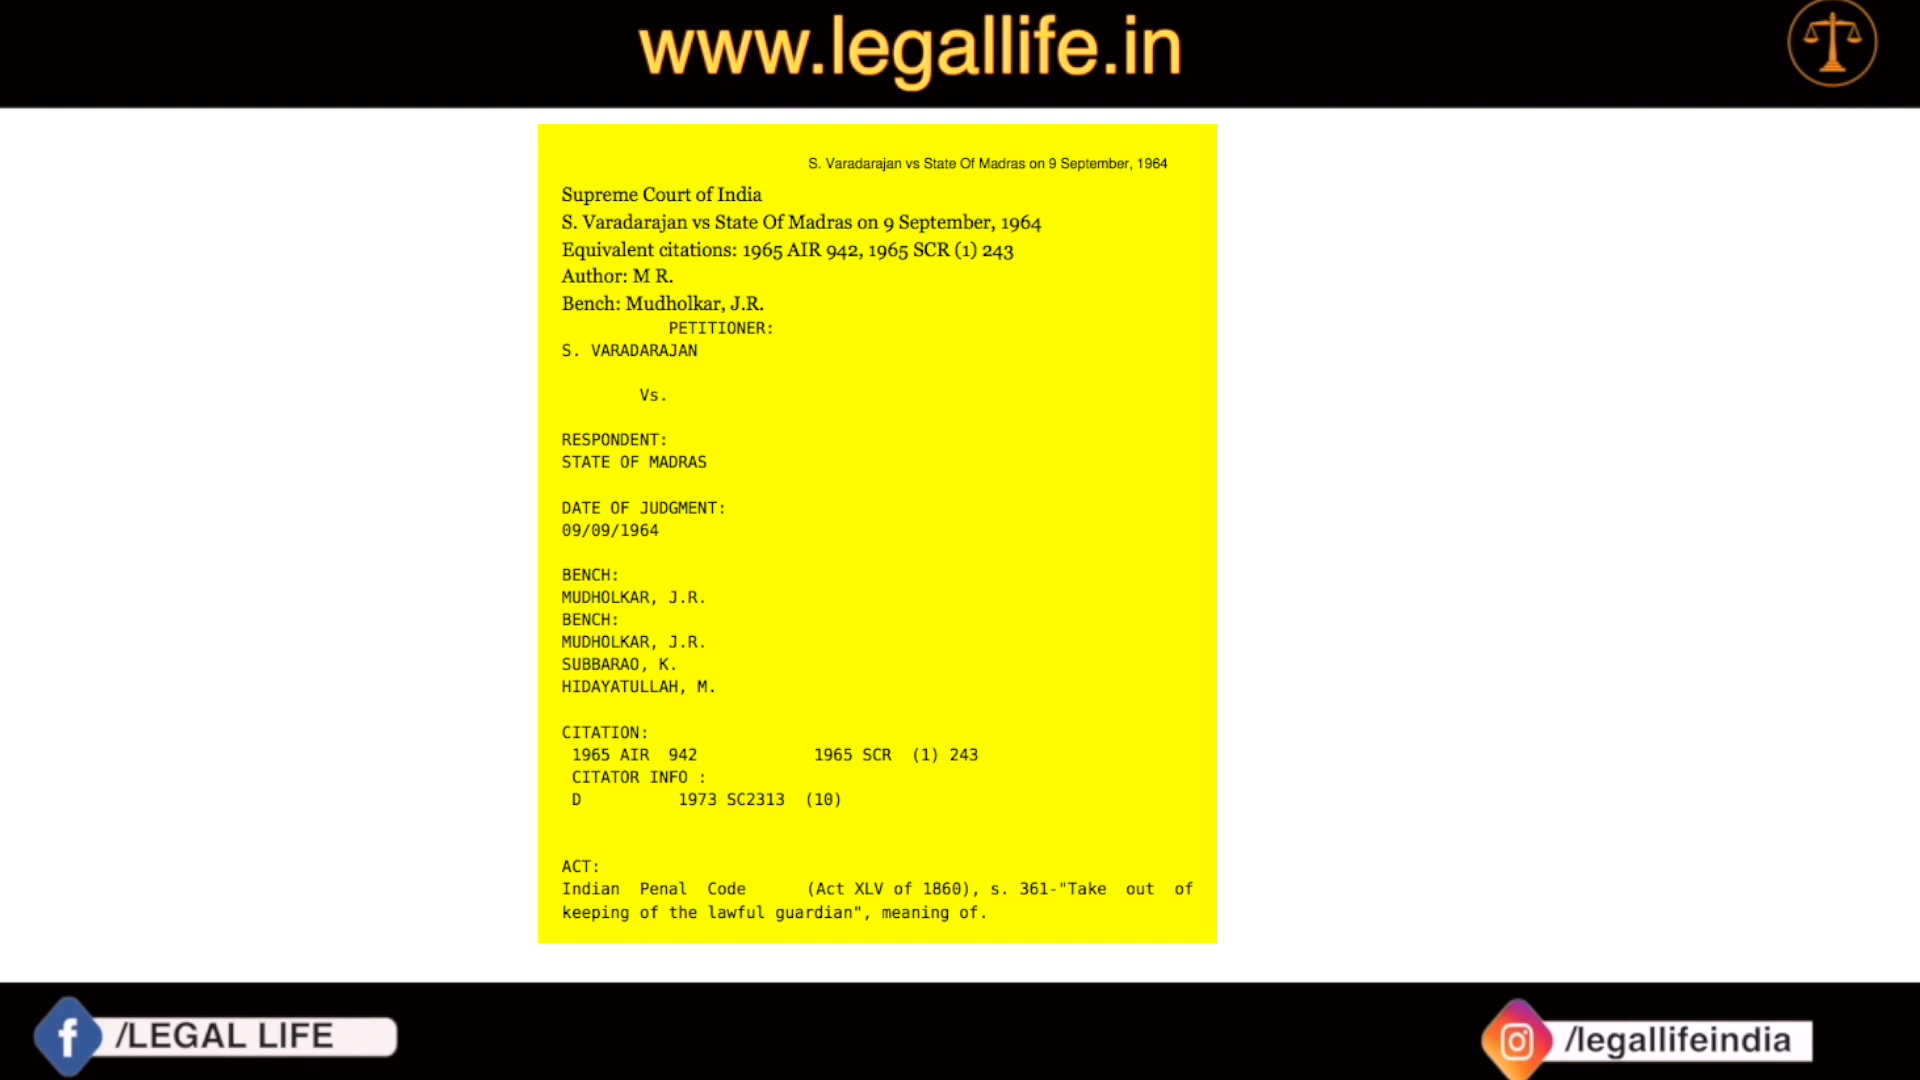 www.legallife.in
S. Varadarajan vs State Of Madras on 9 September, 1964
Supreme Court of India
S. Varadarajan vs State Of Madras on 9 September, 1964
Equivalent citations: 1965 AIR 942, 1965 SCR (1) 243
Author: M R.
Bench: Mudholkar, J.R.
PETITIONER:
S. VARADARAJAN
Vs.
RESPONDENT:
STATE OF MADRAS
DATE OF JUDGMENT:
09/09/1964
BENCH:
MUDHOLKAR, J.R.
BENCH:
MUDHOLKAR, J.R.
SUBBARAO, K.
HIDAYATULLAH, M.
CITATION:
1965 AIR 942 1965 SCR (1) 243
CITATOR INFO :
D 1973 SC2313 (10)
ACT:
Indian Penal Code (Act XLV of 1860), s. 361-"Take out of
keeping of the lawful guardian", meaning of.
/LEGAL LIFE
/legallifeindia